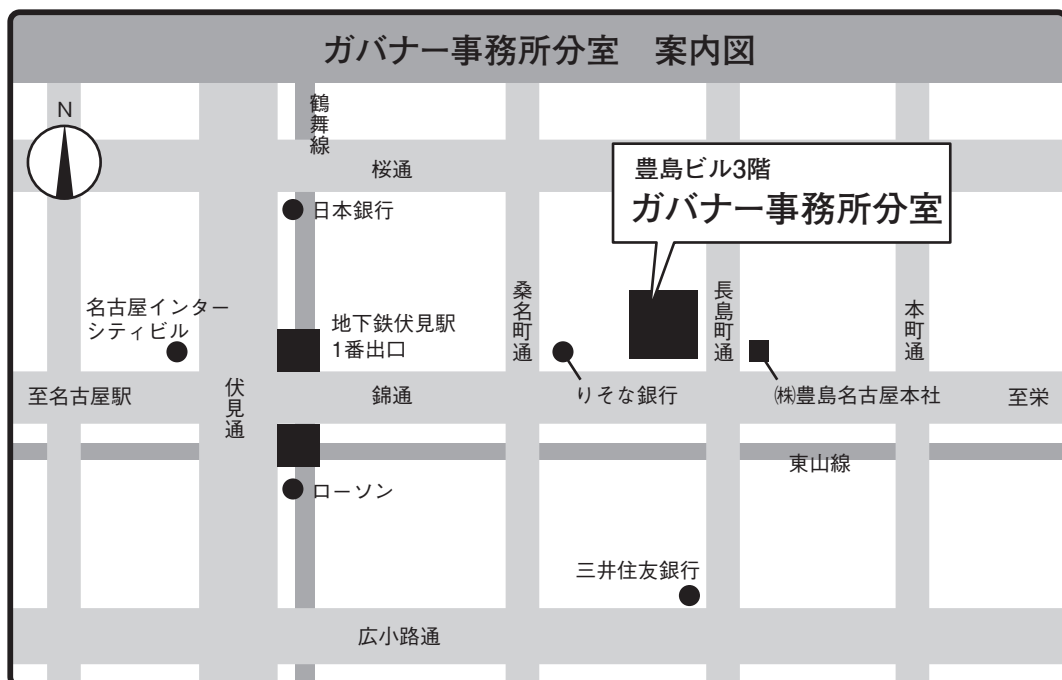 ガバナー事務所分室　案内図
N
鶴舞線
桜通
豊島ビル3階
ガバナー事務所分室
日本銀行
名古屋インター
シティビル
地下鉄伏見駅
1番出口
桑名町通
長島町通
本町通
至名古屋駅
伏見通
錦通
りそな銀行
㈱豊島名古屋本社
至栄
東山線
ローソン
三井住友銀行
広小路通